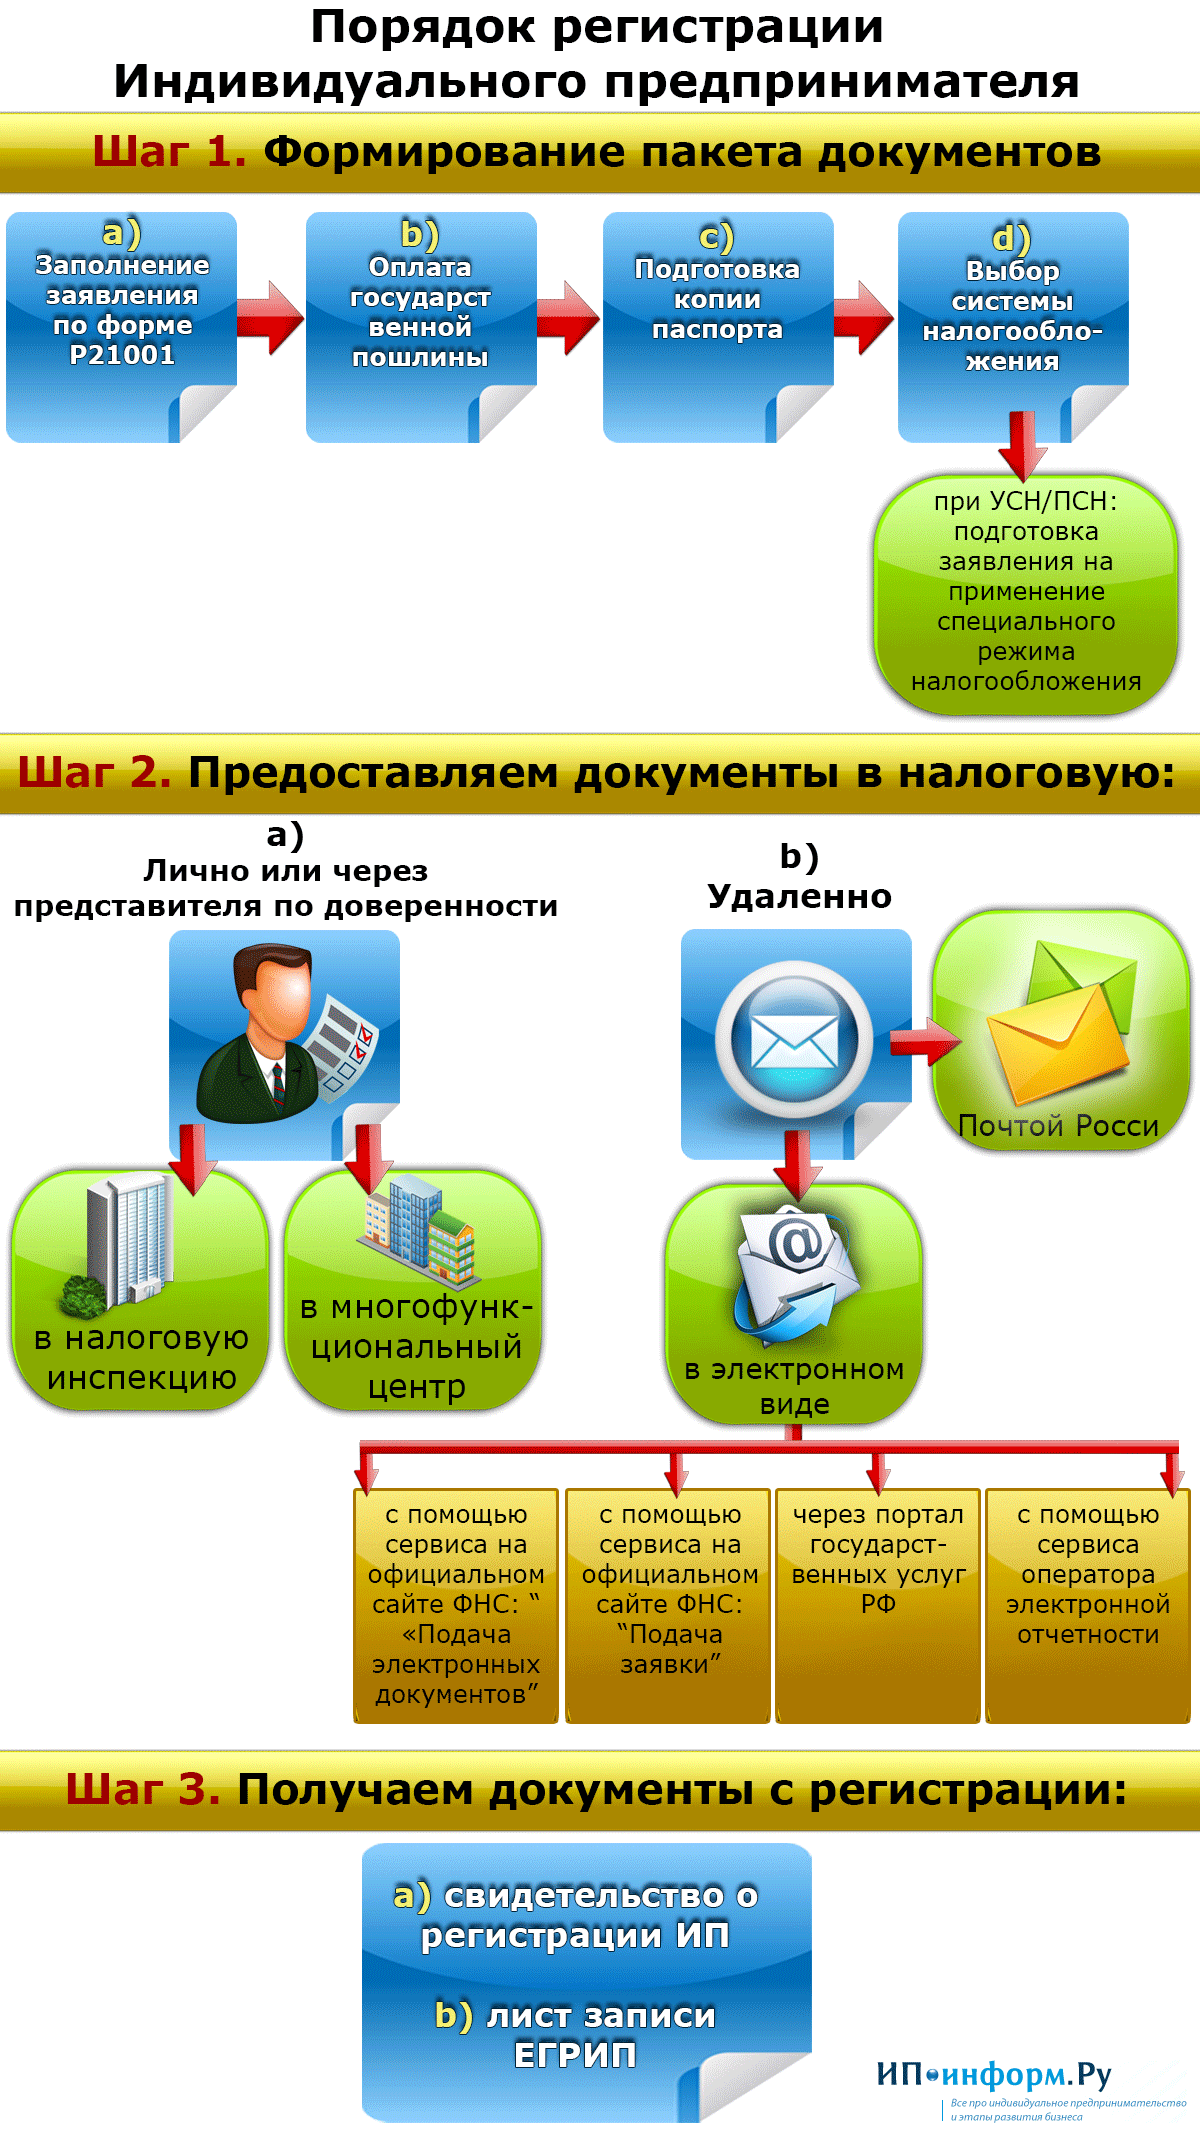 Порядок регистрации
Индивидуального предпринимателя
Шаг 1. Формирование пакета документов
a)
Заполнение
заявления
по форме
Р21001
b)
Оплата
государст
венной
пошлины
c)
Подготовка
копии
паспорта
d)
Выбор
системы
налогообло-
жения
при УСН/ПСН:
подготовка
заявления на
применение
специального
режима
налогообложения
Шаг 2. Предоставляем документы в налоговую:
a)
Лично или через
представителя по доверенности
в налоговую
инспекцию
в многофунк-
циональный
центр
b)
Удаленно
Почтой Росси
@
в электронном
виде
с помощью
сервиса на
официальном
сайте ФНС: “
«Подача
электронных
документов”
с помощью
сервиса на
официальном
сайте ФНС:
“Подача
заявки”
через портал
государст-
венных услуг
РФ
с помощью
сервиса
оператора
электронной
отчетности
Шаг 3. Получаем документы с регистрации:
a) свидетельство о
регистрации ИП
b) лист записи
ЕГРИП
ИП информ.Ру
Все про индивидуальное предпринимательство
и этапы развития бизнеса